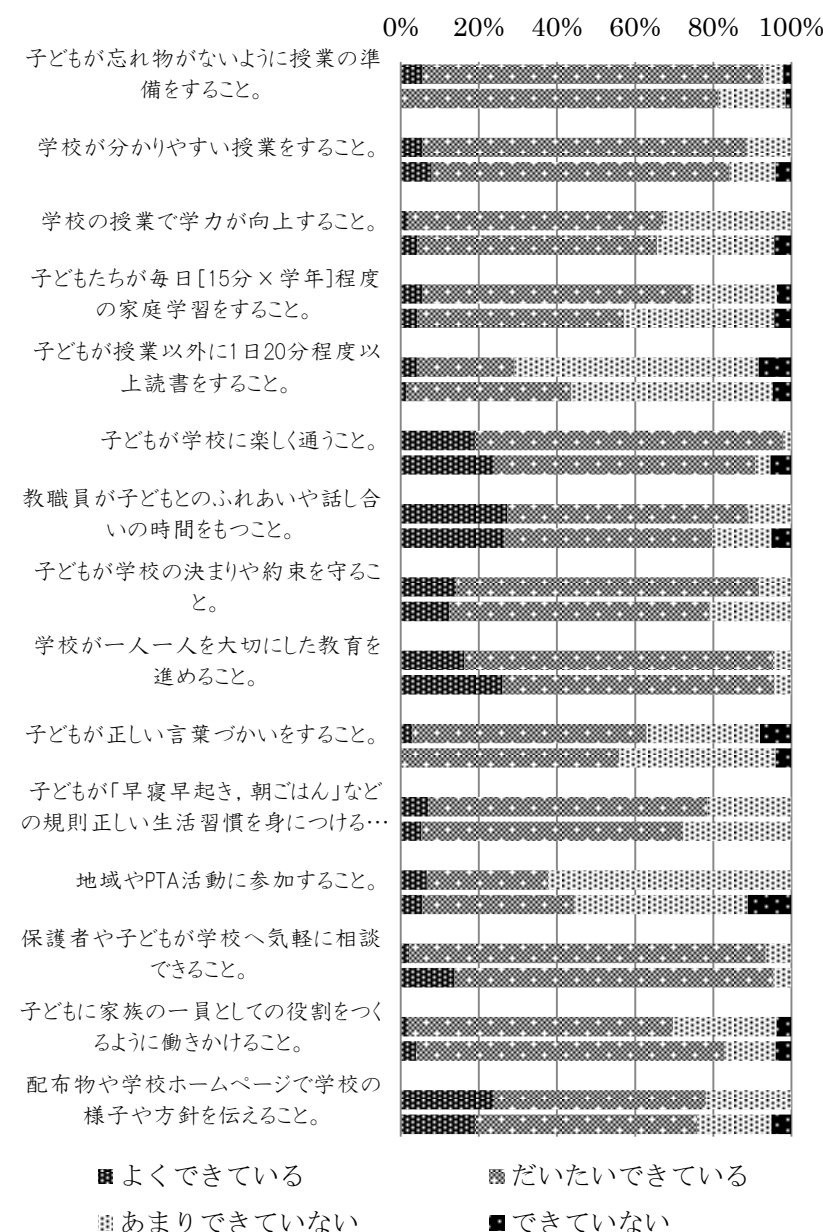 0% 20% 40% 60% 80% 100%
子どもが忘れ物がないように授業の準
備をすること。
学校が分かりやすい授業をすること。
学校の授業で学力が向上すること。
子どもたちが毎日[15分×学年]程度
の家庭学習をすること。
子どもが授業以外に1日20分程度以
上読書をすること。
子どもが学校に楽しく通うこと。
教職員が子どもとのふれあいや話し合
いの時間をもつこと。
子どもが学校の決まりや約束を守るこ
と。
学校が一人一人を大切にした教育を
進めること。
子どもが正しい言葉づかいをすること。
子どもが「早寝早起き，朝ごはん」など
の規則正しい生活習慣を身につける…
地域やPTA活動に参加すること。
保護者や子どもが学校へ気軽に相談
できること。
子どもに家族の一員としての役割をつく
るように働きかけること。
配布物や学校ホームページで学校の
様子や方針を伝えること。
よくできている だいたいできている
あまりできていない できていない